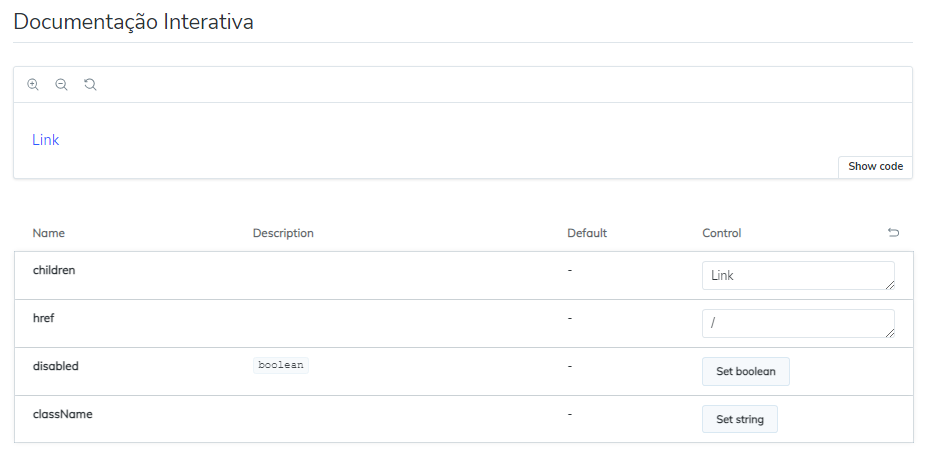 Documentação Interativa
Link
Show code
Name Description Default Control
children - Link
href - /
disabled boolean - Set boolean
className - Set string